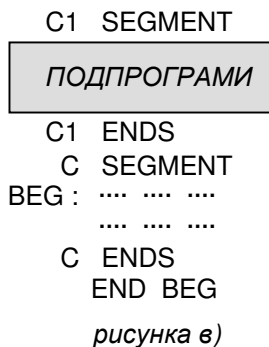 C1 SEGMENT
ПОДПРОГРАМИ
C1 ENDS
C SEGMENT
BEG : .... .... ....
.... .... ....
C ENDS
END BEG
рисунка в)